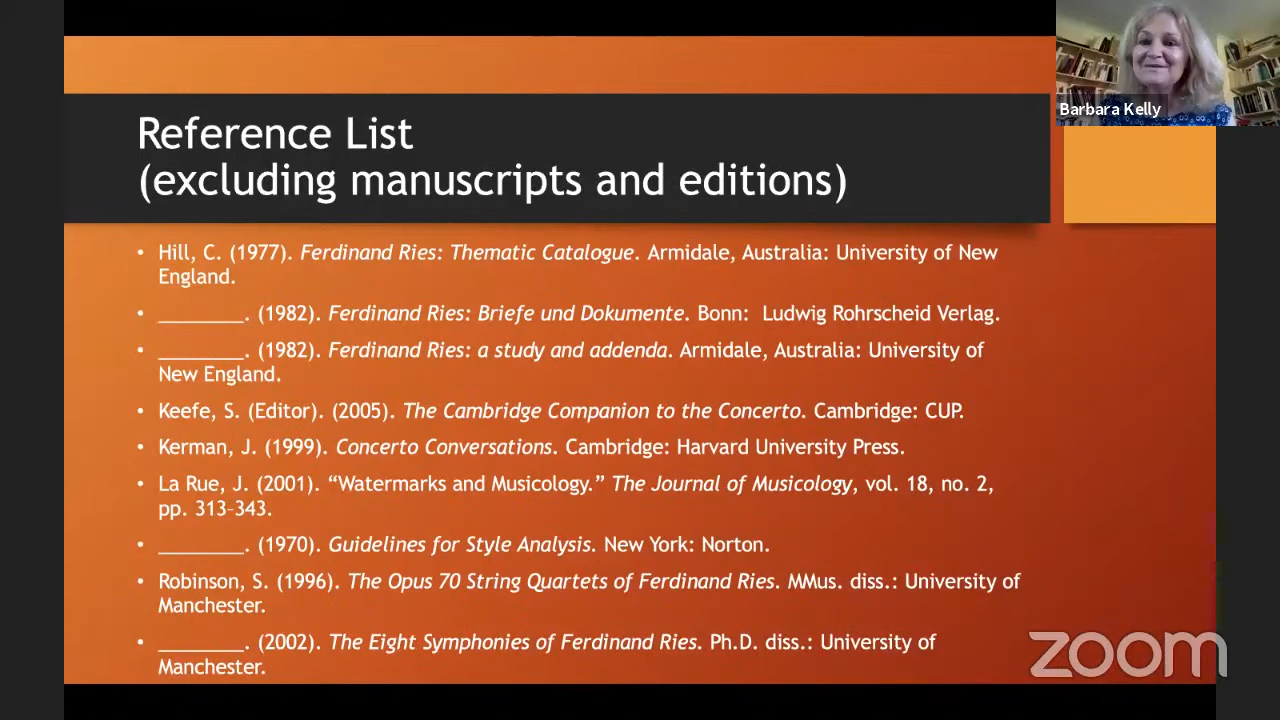 Barbara Kelly
Reference List
(excluding manuscripts and editions)
• Hill, C. (1977). Ferdinand Ries: Thematic Catalogue. Armidale, Australia: University of New
England.
• ________. (1982). Ferdinand Ries: Briefe und Dokumente. Bonn:  Ludwig Rohrscheid Verlag.
• ________. (1982). Ferdinand Ries: a study and addenda. Armidale, Australia: University of
New England.
• Keefe, S. (Editor). (2005). The Cambridge Companion to the Concerto. Cambridge: CUP.
• Kerman, J. (1999). Concerto Conversations. Cambridge: Harvard University Press.
• La Rue, J. (2001). “Watermarks and Musicology.” The Journal of Musicology, vol. 18, no. 2,
pp. 313–343.
• ________. (1970). Guidelines for Style Analysis. New York: Norton.
• Robinson, S. (1996). The Opus 70 String Quartets of Ferdinand Ries. MMus. diss.: University of
Manchester.
• ________. (2002). The Eight Symphonies of Ferdinand Ries. Ph.D. diss.: University of
Manchester.
zoom